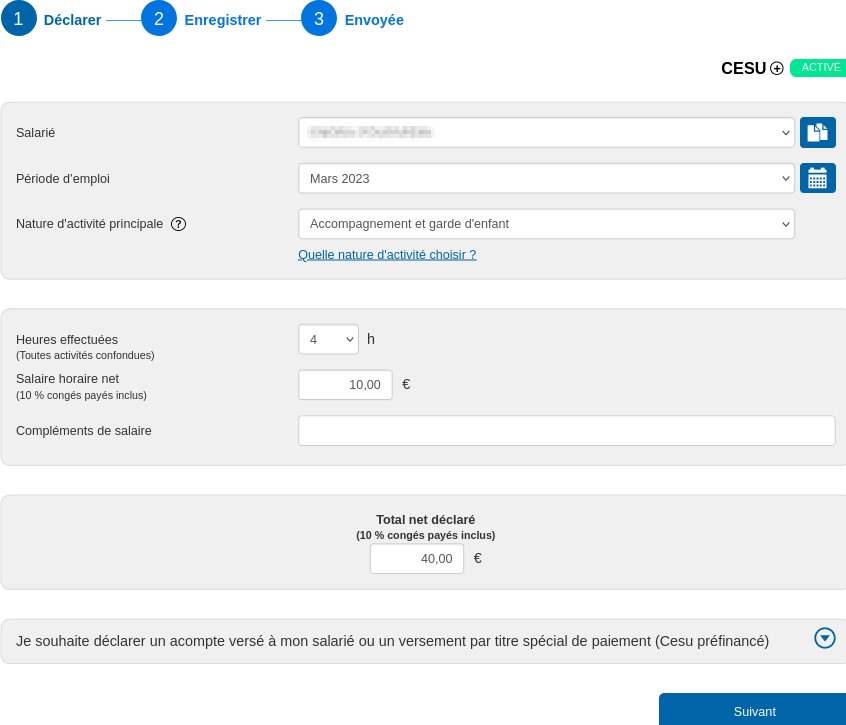 1 Déclarer 2 Enregistrer 3 Envoyée
CESU + ACTIVÉ
Salarié
Période d'emploi Mars 2023
Nature d'activité principale ? Accompagnement et garde d'enfant
Quelle nature d'activité choisir ?
Heures effectuées 4 h
(Toutes activités confondues)
Salaire horaire net 10,00 €
(10 % congés payés inclus)
Compléments de salaire
Total net déclaré
(10 % congés payés inclus)
40,00 €
Je souhaite déclarer un acompte versé à mon salarié ou un versement par titre spécial de paiement (Cesu préfinancé)
Suivant